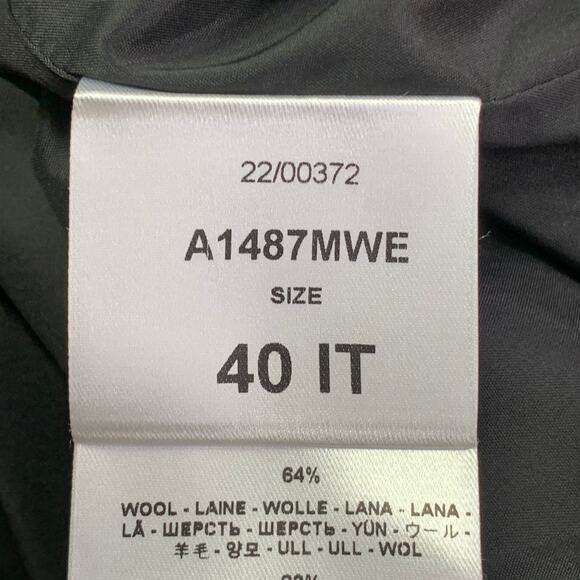 22/00372
A1487MWE
SIZE
40 IT
64%
WOOL - LAINE - WOLLE - LANA - LANA -
LÃ - ШЕРСТЬ - ШЕРСТЬ - YÜN - ウール -
羊毛 - 양모 - ULL - ULL - WOL